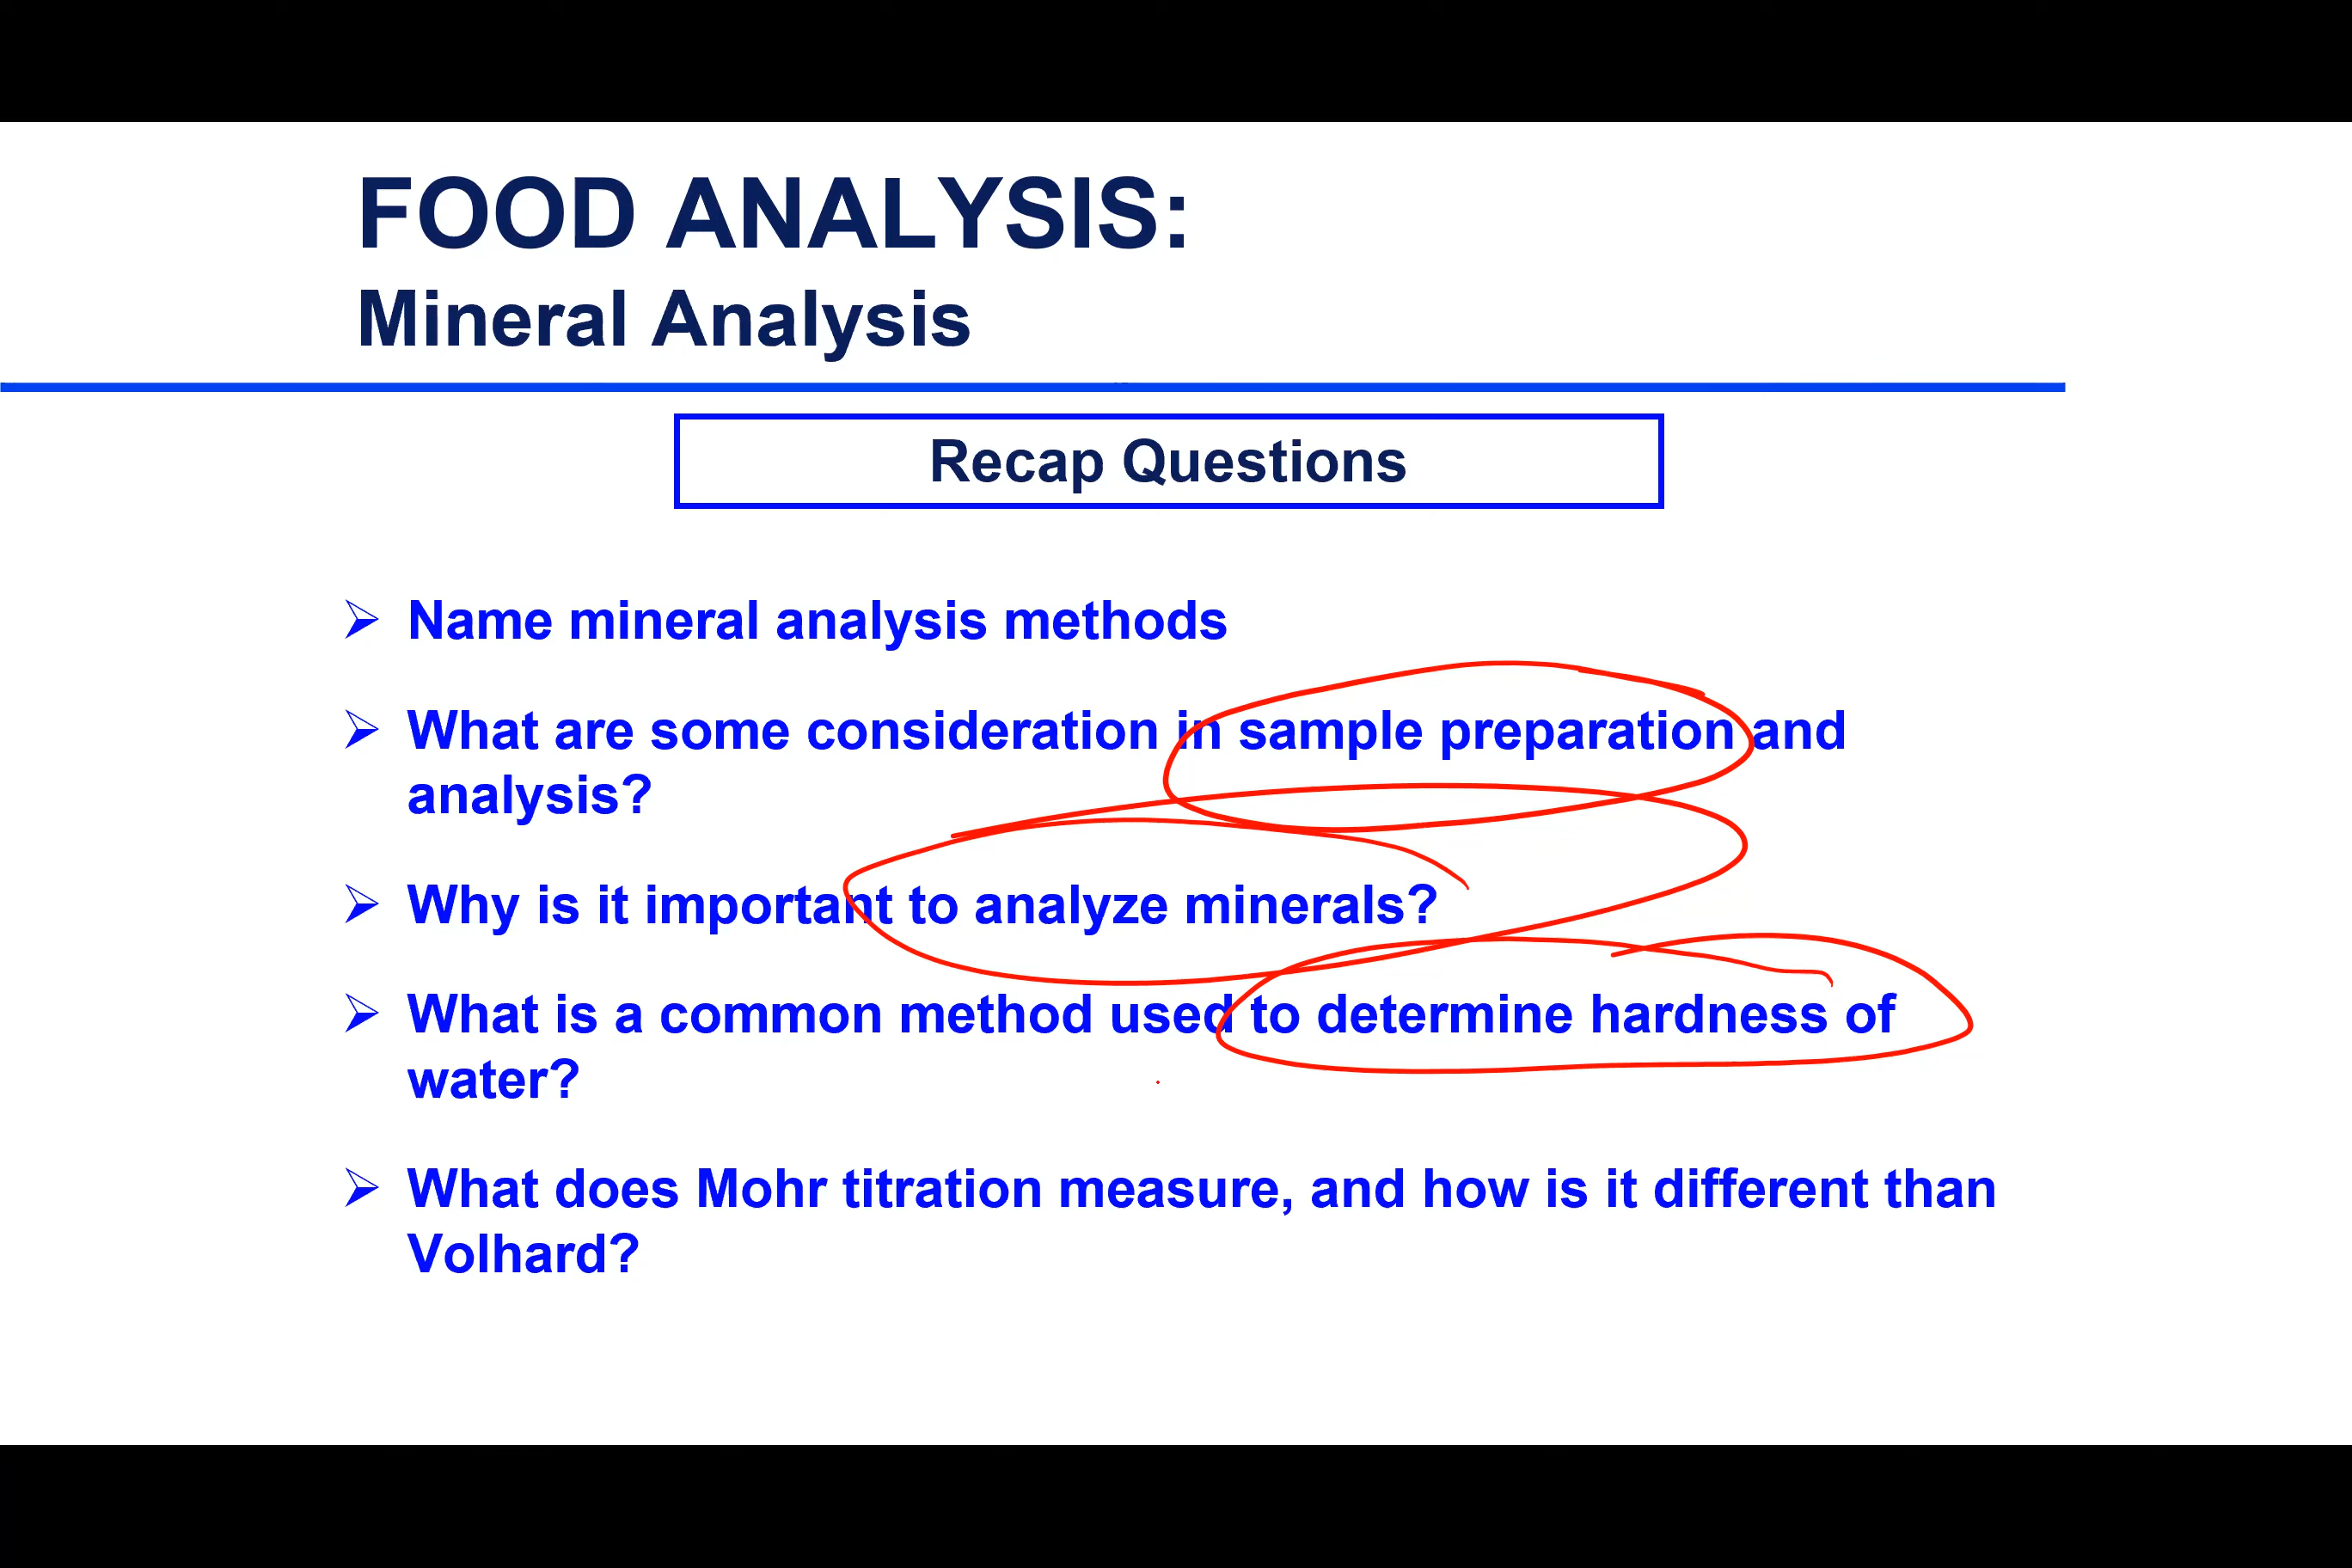 FOOD ANALYSIS:
Mineral Analysis
Recap Questions
Name mineral analysis methods
What are some consideration in sample preparation and
analysis?
Why is it important to analyze minerals?
What is a common method used to determine hardness of
water?
What does Mohr titration measure, and how is it different than
Volhard?